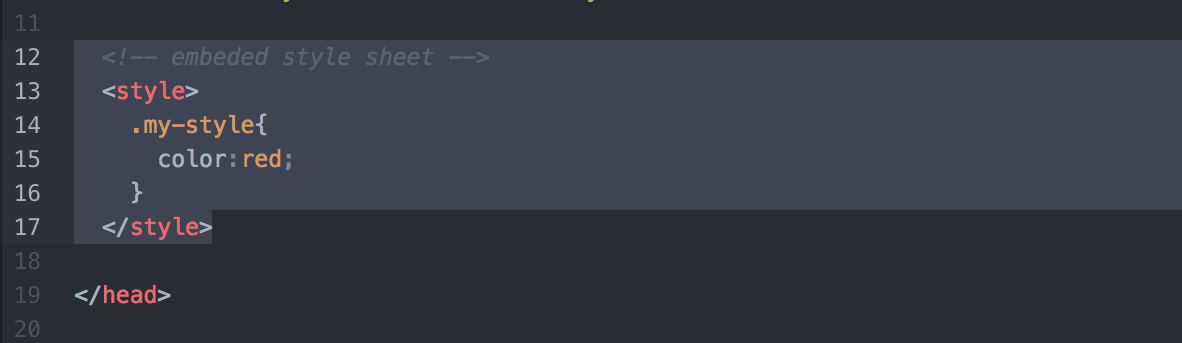 11
12 <!-- embeded style sheet -->
13 <style>
14 .my-style{
15 color:red;
16 }
17 </style>
18
19 </head>
20